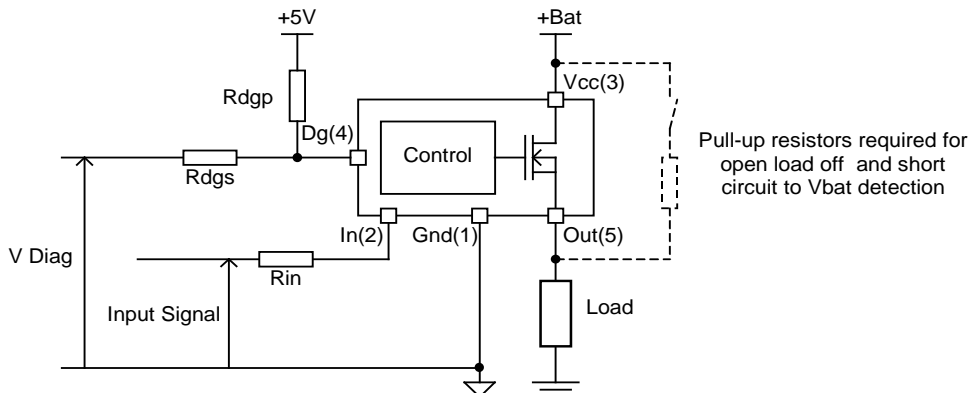 +5V
+Bat
Vcc(3)
Rdgp
Dg(4)
Control
Pull-up resistors required for
open load off and short
circuit to Vbat detection
Rdgs
In(2)
Gnd(1)
Out(5)
V Diag
Rin
Input Signal
Load